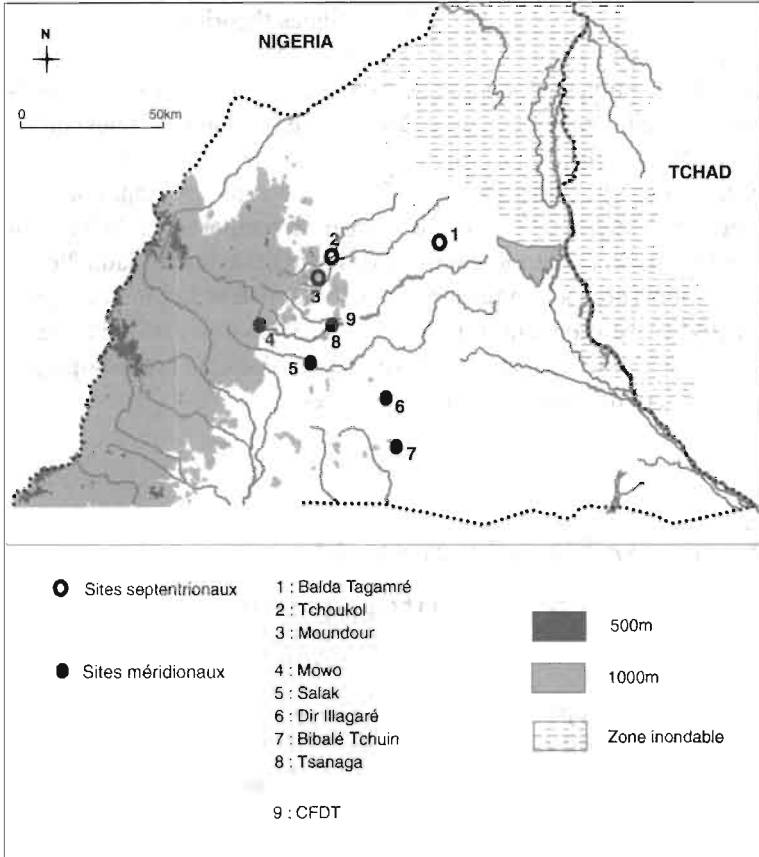 N
NIGERIA
0 50km
TCHAD
1
2
3
9
4
8
5
6
7
Sites septentrionaux
1 : Balda Tagamré
2 : Tchoukol
3 : Moundour
Sites méridionaux
4 : Mowo
5 : Salak
6 : Dir Illagaré
7 : Bibalé Tchuin
8 : Tsanaga
9 : CFDT
500m
1000m
Zone inondable